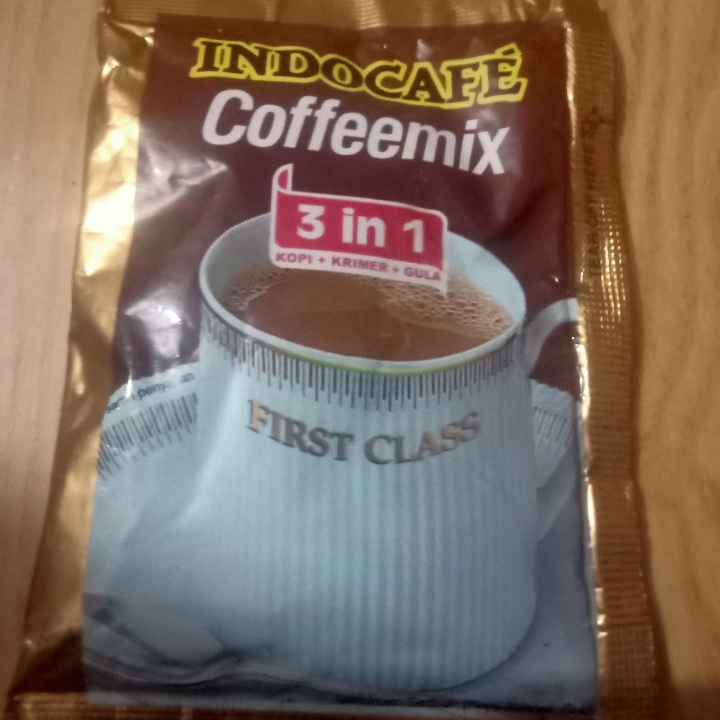 INDOCAFÉ
Coffeemix
3 in 1
KOPI + KRIMER + GULA
FIRST CLASS